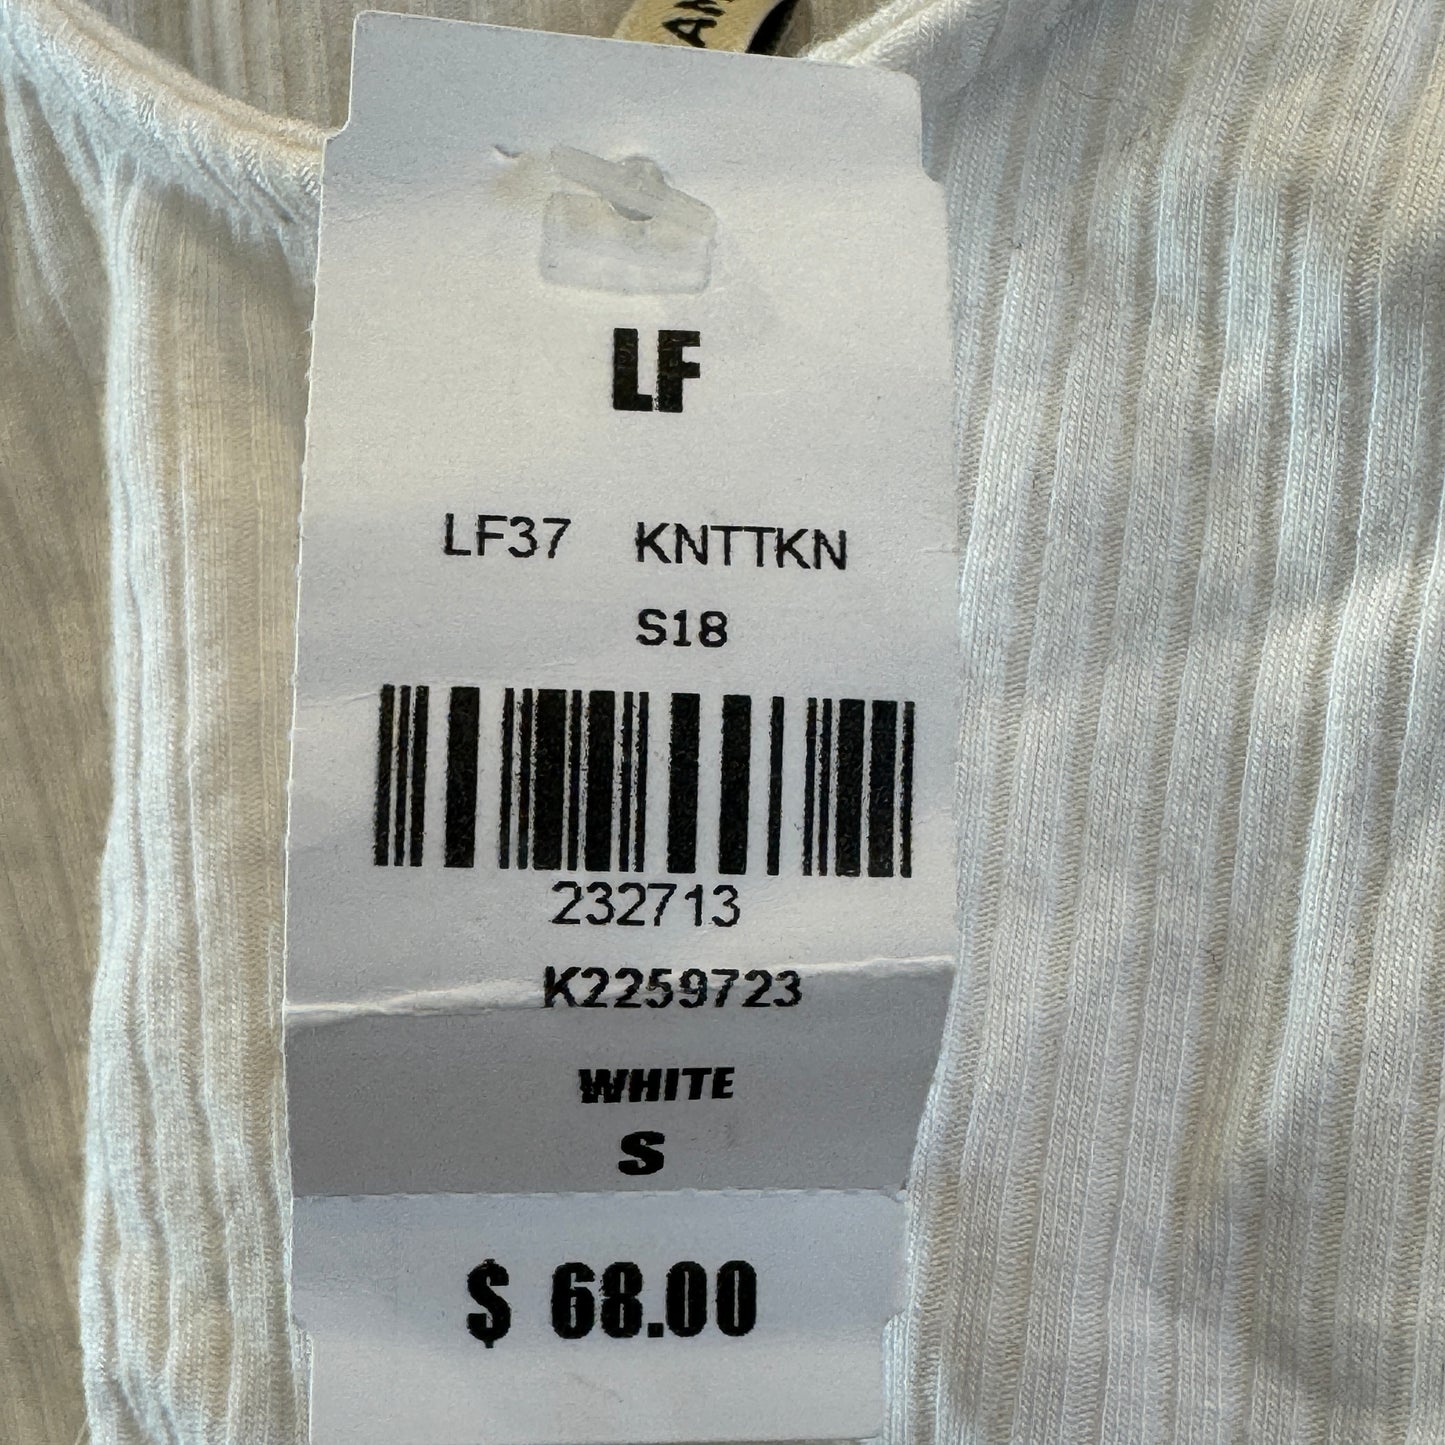 LF
LF37 KNTTKN
S18
232713
K2259723
WHITE
S
$ 68.00